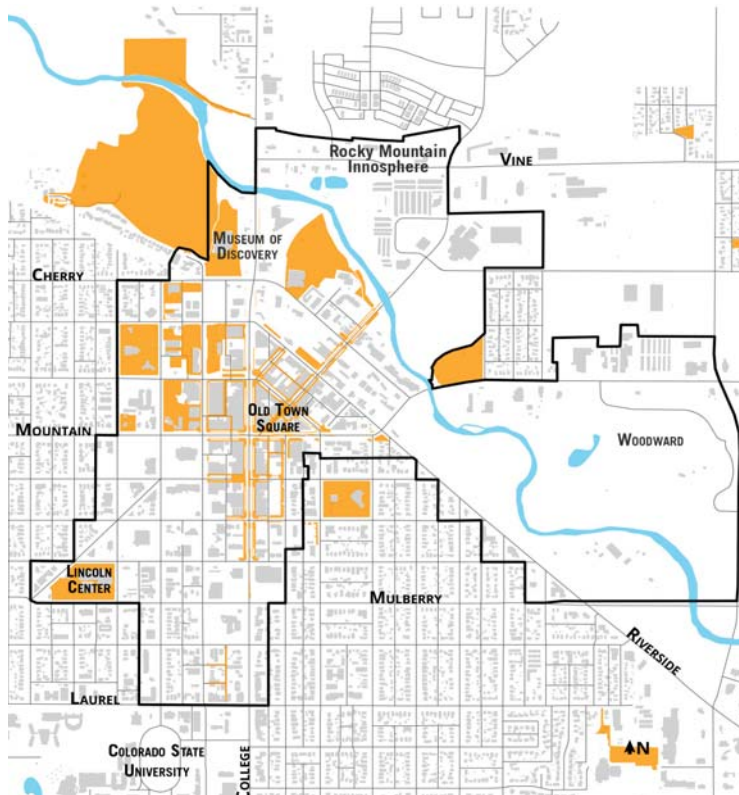 Rocky Mountain
Innosphere
Vine
Museum of
Discovery
Cherry
Old Town
Square
Mountain
Woodward
Lincoln
Center
Mulberry
Riverside
Laurel
Colorado State
University
College
N